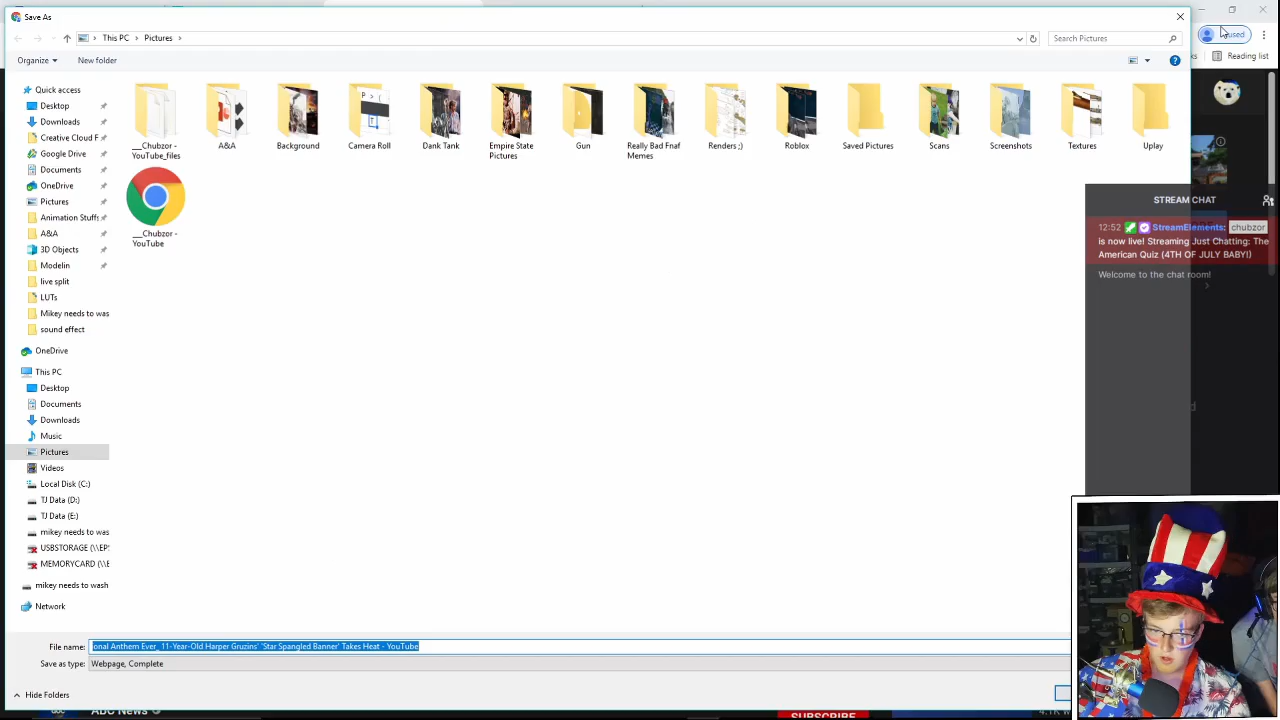 Save As
This PC
Pictures
Search Pictures
Organize
New folder
Reading list
Quick access
Desktop
Downloads
Creative Cloud F
Google Drive
Documents
OneDrive
Pictures
Animation Stuffs
A&A
3D Objects
Modelin
live split
LUTs
Mikey needs to was
sound effect
OneDrive
This PC
Desktop
Documents
Downloads
Music
Pictures
Videos
Local Disk (C:)
TJ Data (D:)
TJ Data (E:)
mikey needs to was
USBSTORAGE (\\EP
MEMORYCARD (\\E
mikey needs to wash
Network
__Chubzor -
YouTube_files
A&A
Background
Camera Roll
Dank Tank
Empire State
Pictures
Gun
Really Bad Fnaf
Memes
Renders ;)
Roblox
Saved Pictures
Scans
Screenshots
Textures
Uplay
__Chubzor -
YouTube
STREAM CHAT
12:52 StreamElements: chubzor
is now live! Streaming Just Chatting: The
American Quiz (4TH OF JULY BABY!)
Welcome to the chat room!
File name: onal Anthem Ever_ 11-Year-Old Harper Gruzins' 'Star Spangled Banner' Takes Heat - YouTube
Save as type: Webpage, Complete
Hide Folders
ABC News
SUBSCRIBE